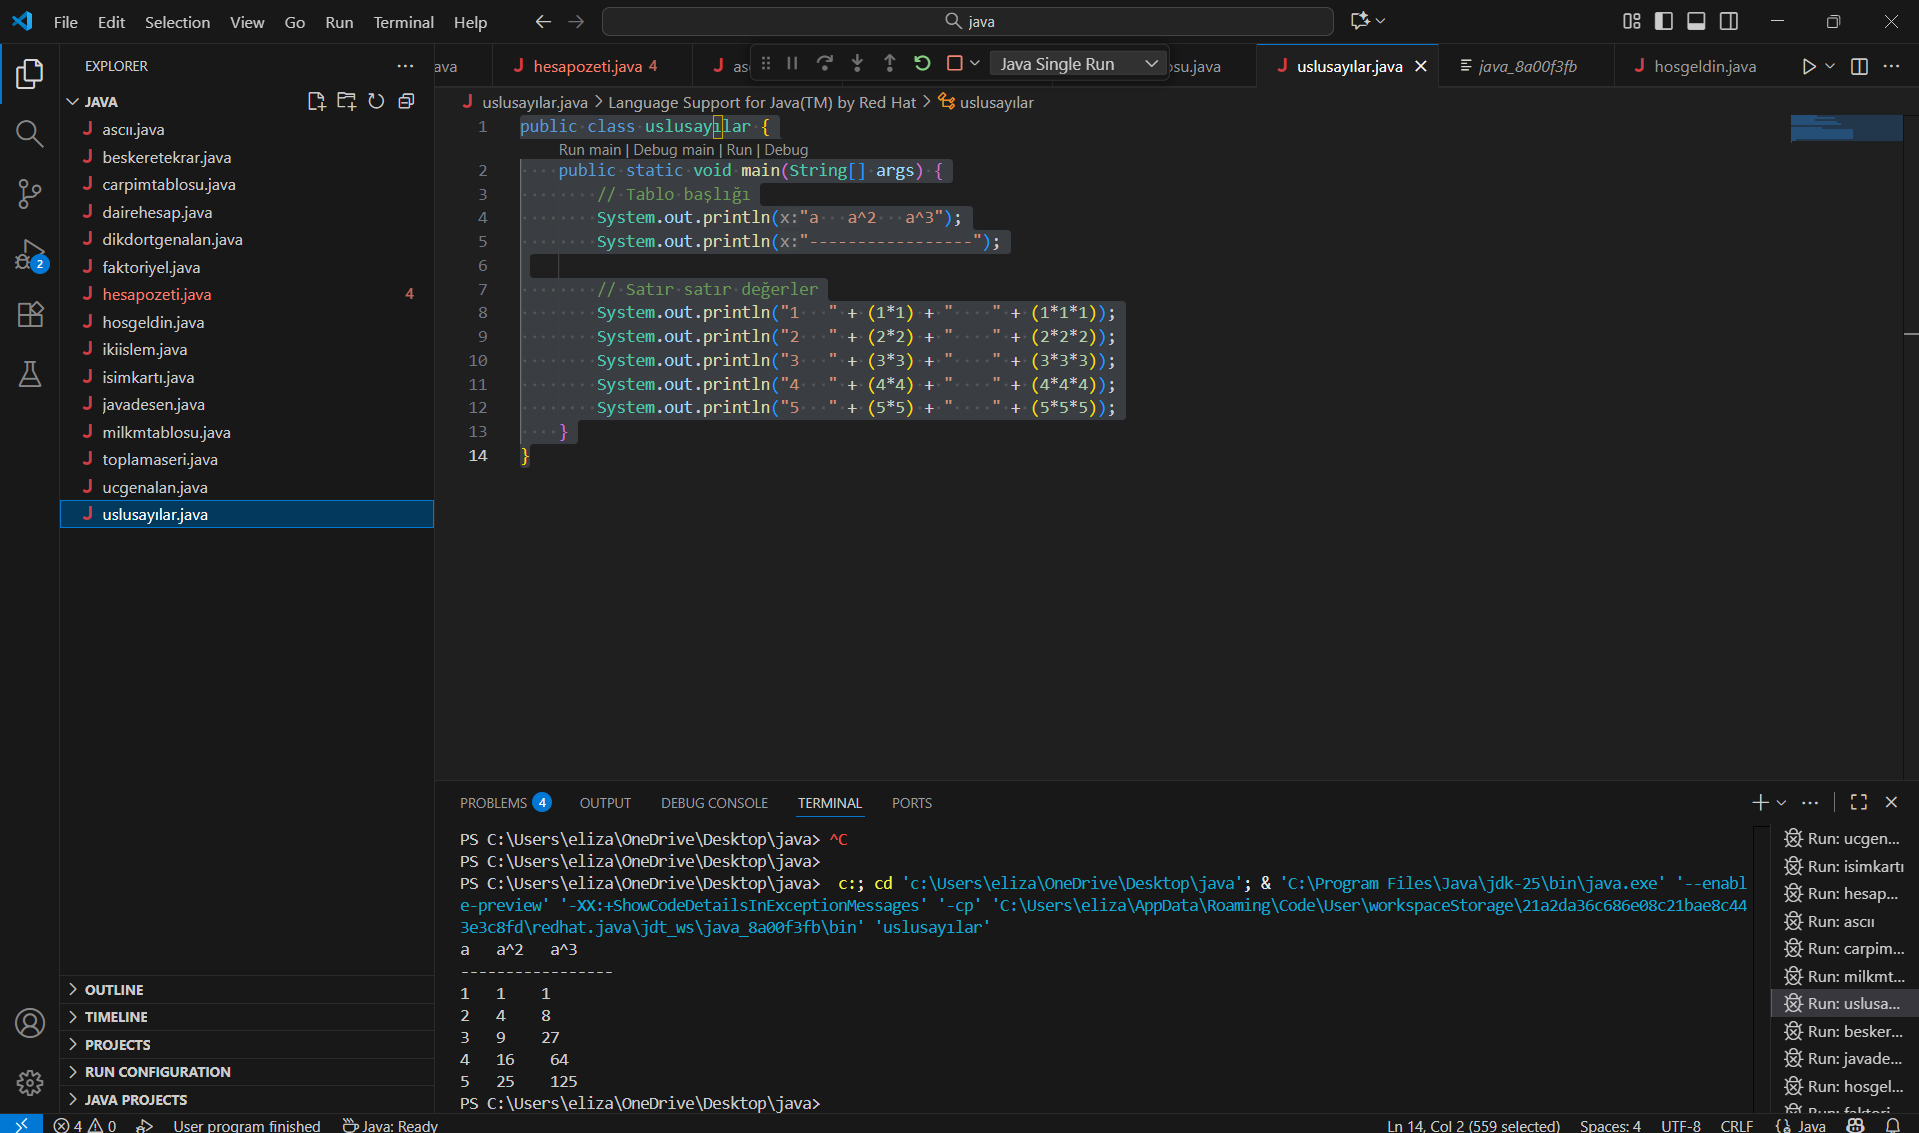 File Edit Selection View Go Run Terminal Help
java
EXPLORER
JAVA
ascıı.java
beskeretekrar.java
carpimtablosu.java
dairehesap.java
dikdortgenalan.java
faktoriyel.java
hesapozeti.java 4
hosgeldin.java
ikiislem.java
isimkartı.java
javadesen.java
milkmtablosu.java
toplamaseri.java
ucgenalan.java
uslusayılar.java
OUTLINE
TIMELINE
PROJECTS
RUN CONFIGURATION
JAVA PROJECTS
2
ava
hesapozeti.java 4
as
Java Single Run
osu.java
uslusayılar.java
java_8a00f3fb
hosgeldin.java
uslusayılar.java > Language Support for Java(TM) by Red Hat > uslusayılar
1 public class uslusayılar {
Run main | Debug main | Run | Debug
2 ····public·static·void·main(String[]·args)·{
3 ········//·Tablo·başlığı
4 ········System.out.println(x:"a···a^2···a^3");
5 ········System.out.println(x:"-----------------");
6
7 ········//·Satır·satır·değerler
8 ········System.out.println("1···"·+·(1*1)·+·"····"·+·(1*1*1));
9 ········System.out.println("2···"·+·(2*2)·+·"····"·+·(2*2*2));
10 ········System.out.println("3···"·+·(3*3)·+·"····"·+·(3*3*3));
11 ········System.out.println("4···"·+·(4*4)·+·"····"·+·(4*4*4));
12 ········System.out.println("5···"·+·(5*5)·+·"····"·+·(5*5*5));
13 ····}
14 }
PROBLEMS 4 OUTPUT DEBUG CONSOLE TERMINAL PORTS
PS C:\Users\eliza\OneDrive\Desktop\java> ^C
PS C:\Users\eliza\OneDrive\Desktop\java>
PS C:\Users\eliza\OneDrive\Desktop\java>  c:; cd 'c:\Users\eliza\OneDrive\Desktop\java'; & 'C:\Program Files\Java\jdk-25\bin\java.exe' '--enabl
e-preview' '-XX:+ShowCodeDetailsInExceptionMessages' '-cp' 'C:\Users\eliza\AppData\Roaming\Code\User\workspaceStorage\21a2da36c686e08c21bae8c44
3e3c8fd\redhat.java\jdt_ws\java_8a00f3fb\bin' 'uslusayılar'
a   a^2   a^3
-----------------
1   1    1
2   4    8
3   9    27
4   16    64
5   25    125
PS C:\Users\eliza\OneDrive\Desktop\java>
Run: ucgen...
Run: isimkartı
Run: hesap...
Run: ascıı
Run: carpim...
Run: milkmt...
Run: uslusa...
Run: besker...
Run: javade...
Run: hosgel...
4 0 User program finished Java: Ready
Ln 14, Col 2 (559 selected) Spaces: 4 UTF-8 CRLF Java